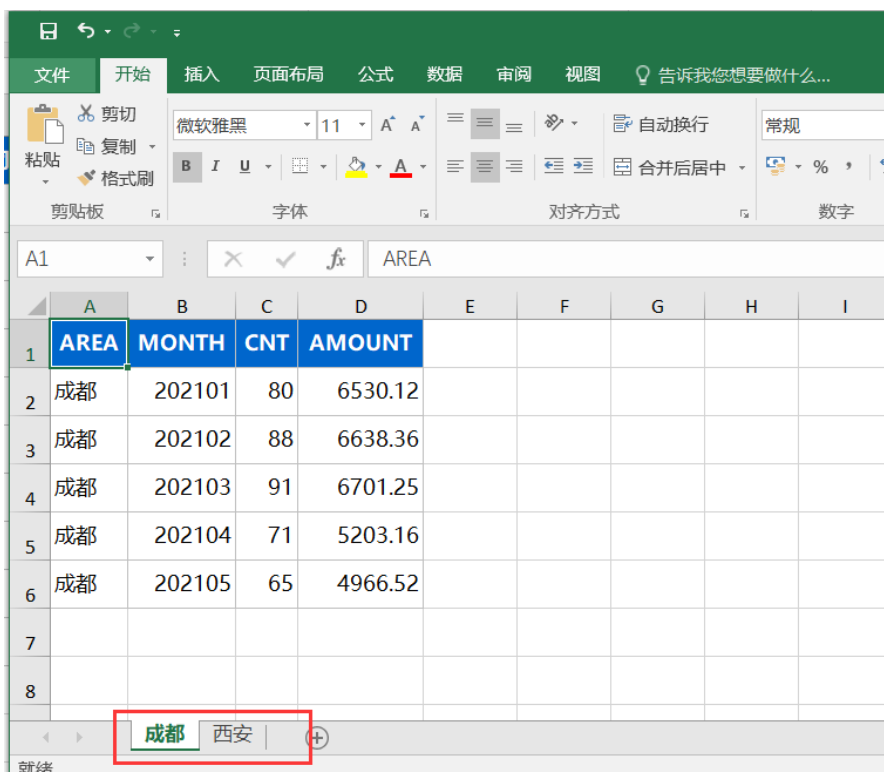 文件 开始 插入 页面布局 公式 数据 审阅 视图 告诉我您想要做什么...
剪切
复制
格式刷
粘贴
剪贴板
微软雅黑 11 A A
B I U A
字体
自动换行
合并后居中
对齐方式
常规
% ,
数字
A1 fx AREA
A B C D E F G H I
1 AREA MONTH CNT AMOUNT
2 成都 202101 80 6530.12
3 成都 202102 88 6638.36
4 成都 202103 91 6701.25
5 成都 202104 71 5203.16
6 成都 202105 65 4966.52
7
8
成都 西安
就绪